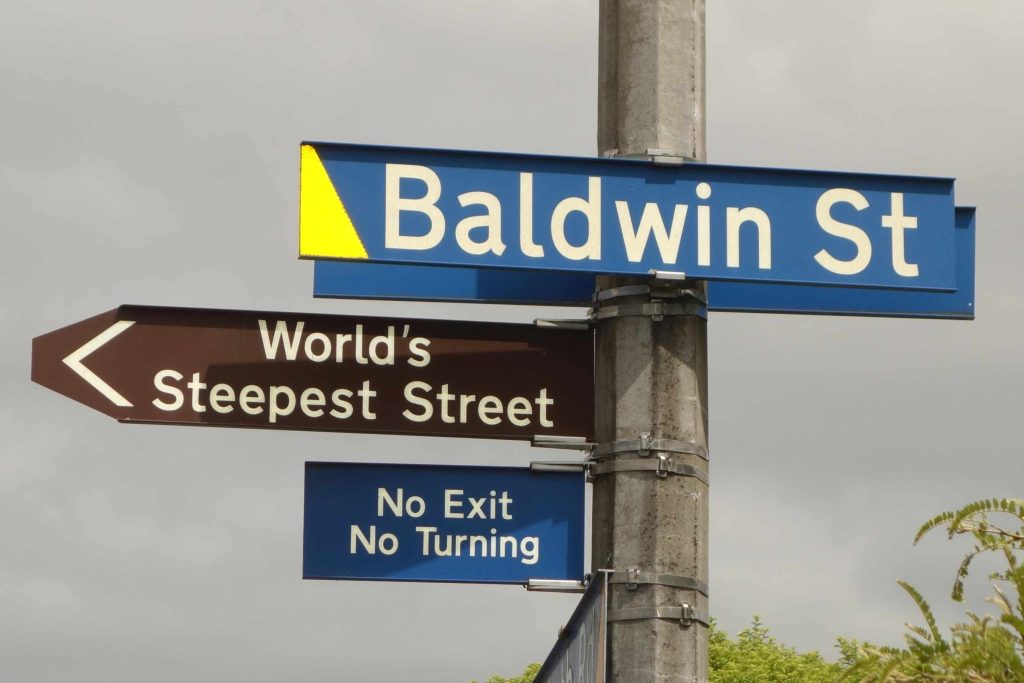 Baldwin St
World's
Steepest Street
No Exit
No Turning